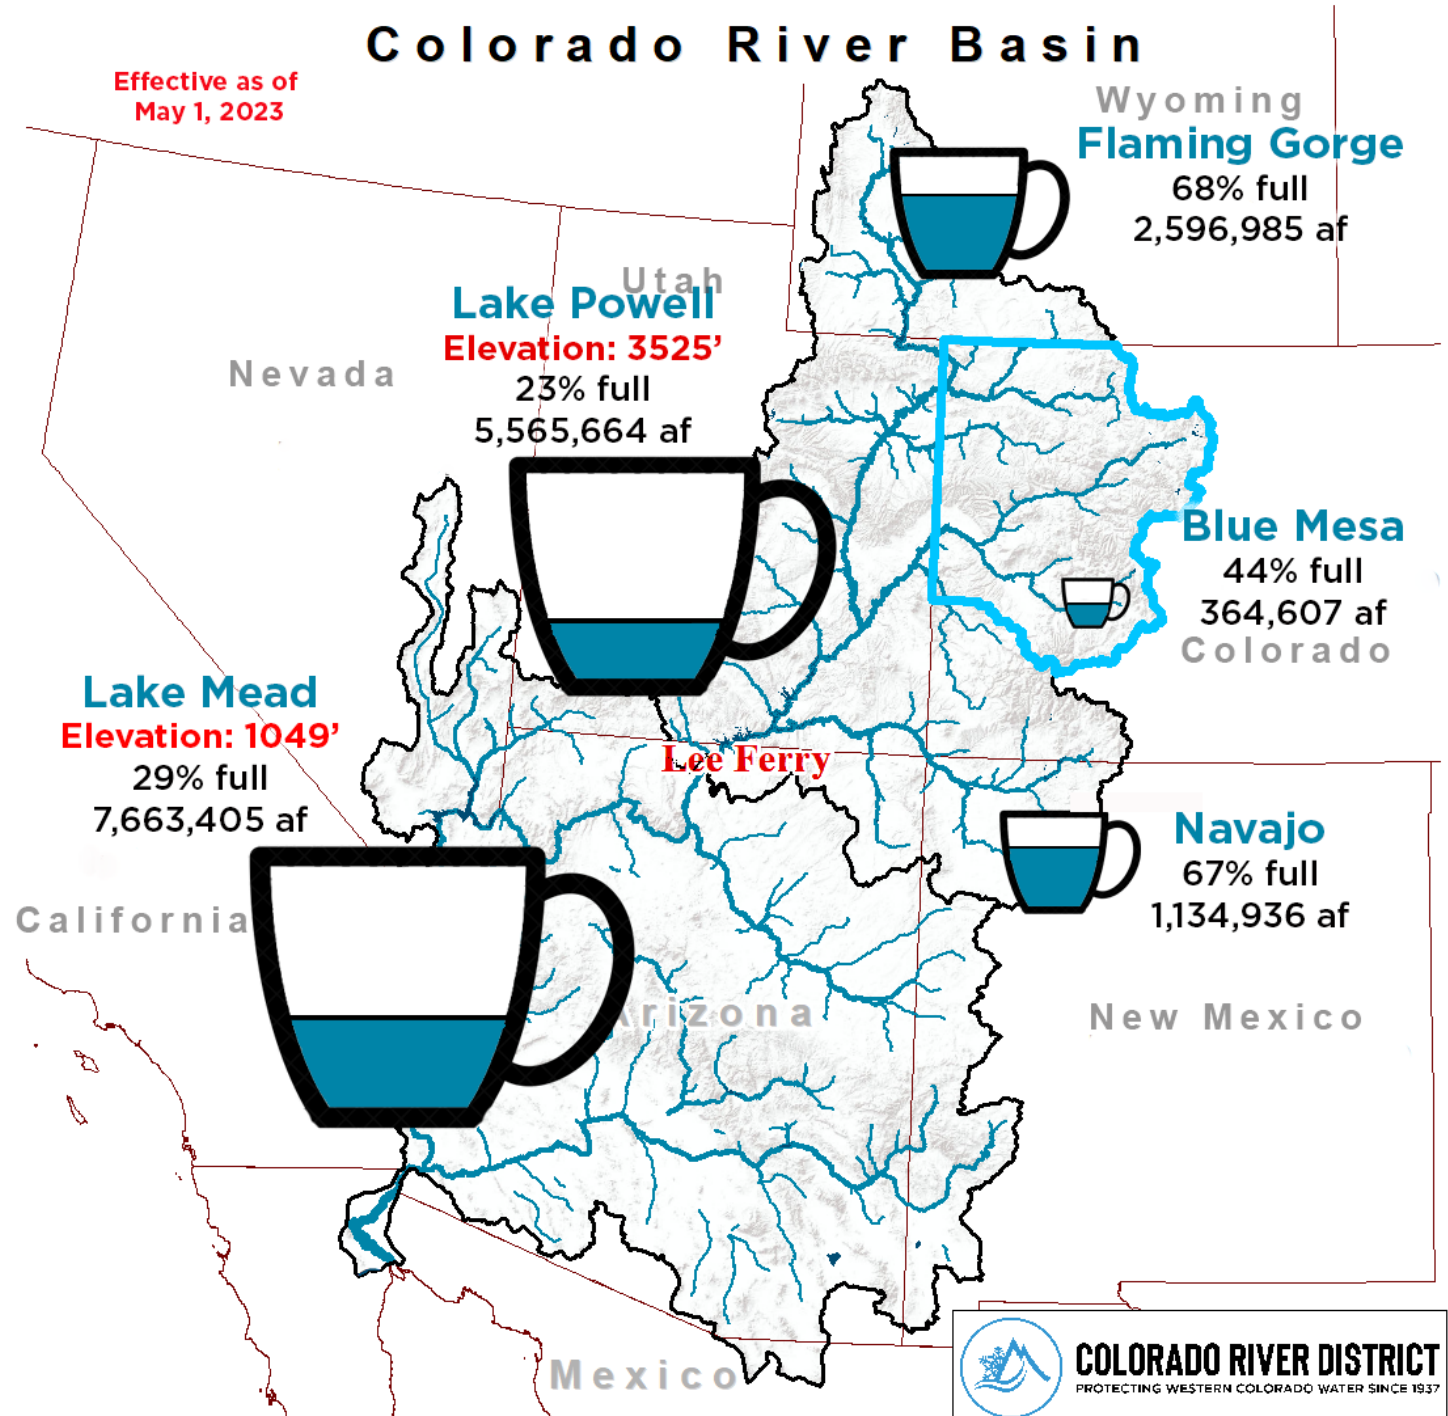 Colorado River Basin
Effective as of
May 1, 2023
Wyoming
Flaming Gorge
68% full
2,596,985 af
Utah
Lake Powell
Elevation: 3525’
23% full
5,565,664 af
Nevada
Blue Mesa
44% full
364,607 af
Colorado
Lake Mead
Elevation: 1049’
29% full
7,663,405 af
Lee Ferry
Navajo
67% full
1,134,936 af
California
Arizona
New Mexico
Mexico
COLORADO RIVER DISTRICT
PROTECTING WESTERN COLORADO WATER SINCE 1937